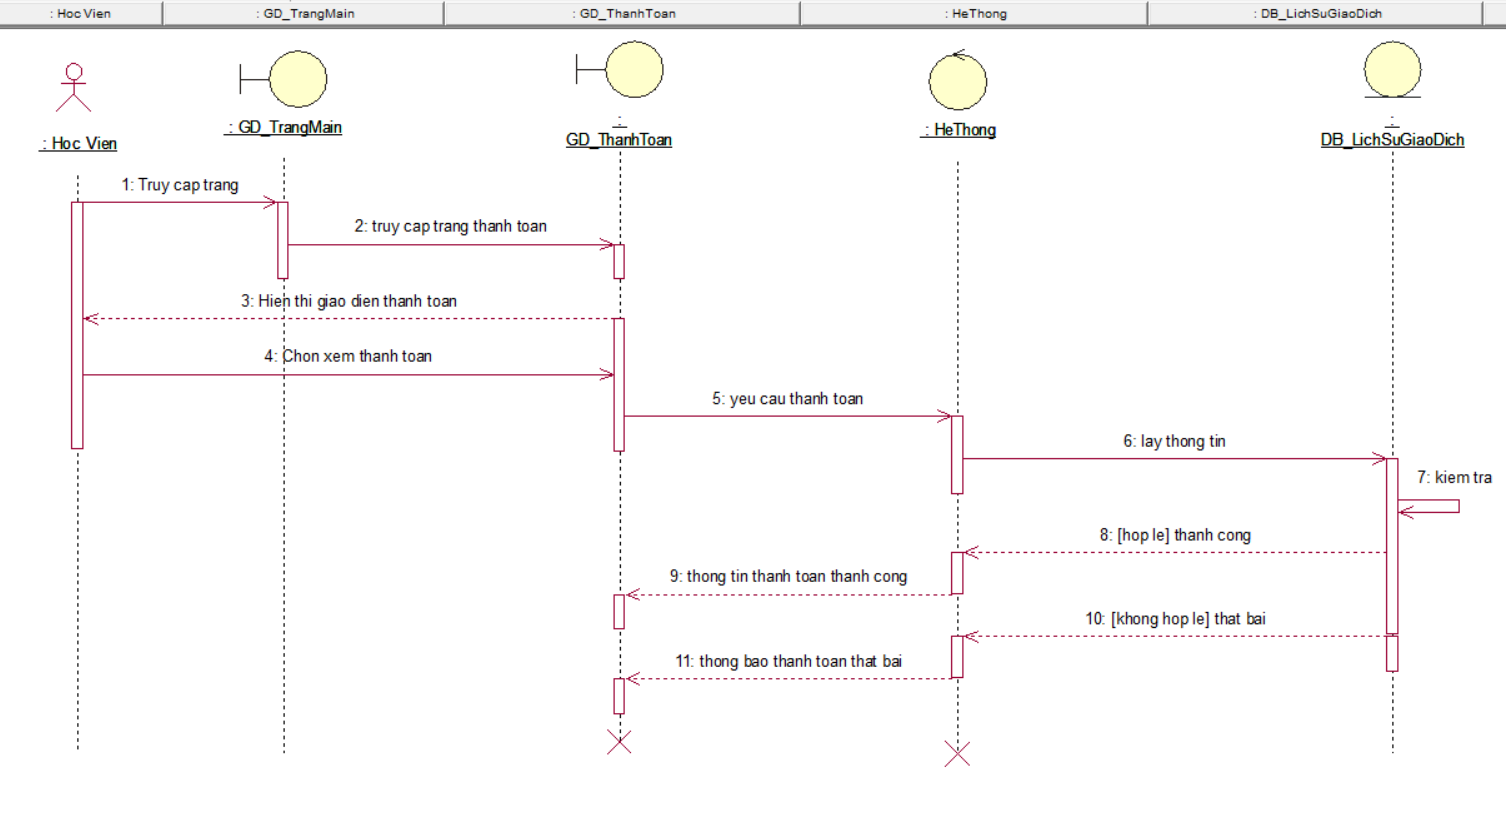 : Hoc Vien
: GD_TrangMain
: GD_ThanhToan
: HeThong
: DB_LichSuGiaoDich
: Hoc Vien
: GD_TrangMain
:
GD_ThanhToan
: HeThong
:
DB_LichSuGiaoDich
1: Truy cap trang
2: truy cap trang thanh toan
3: Hien thi giao dien thanh toan
4: Chon xem thanh toan
5: yeu cau thanh toan
6: lay thong tin
7: kiem tra
8: [hop le] thanh cong
9: thong tin thanh toan thanh cong
10: [khong hop le] that bai
11: thong bao thanh toan that bai